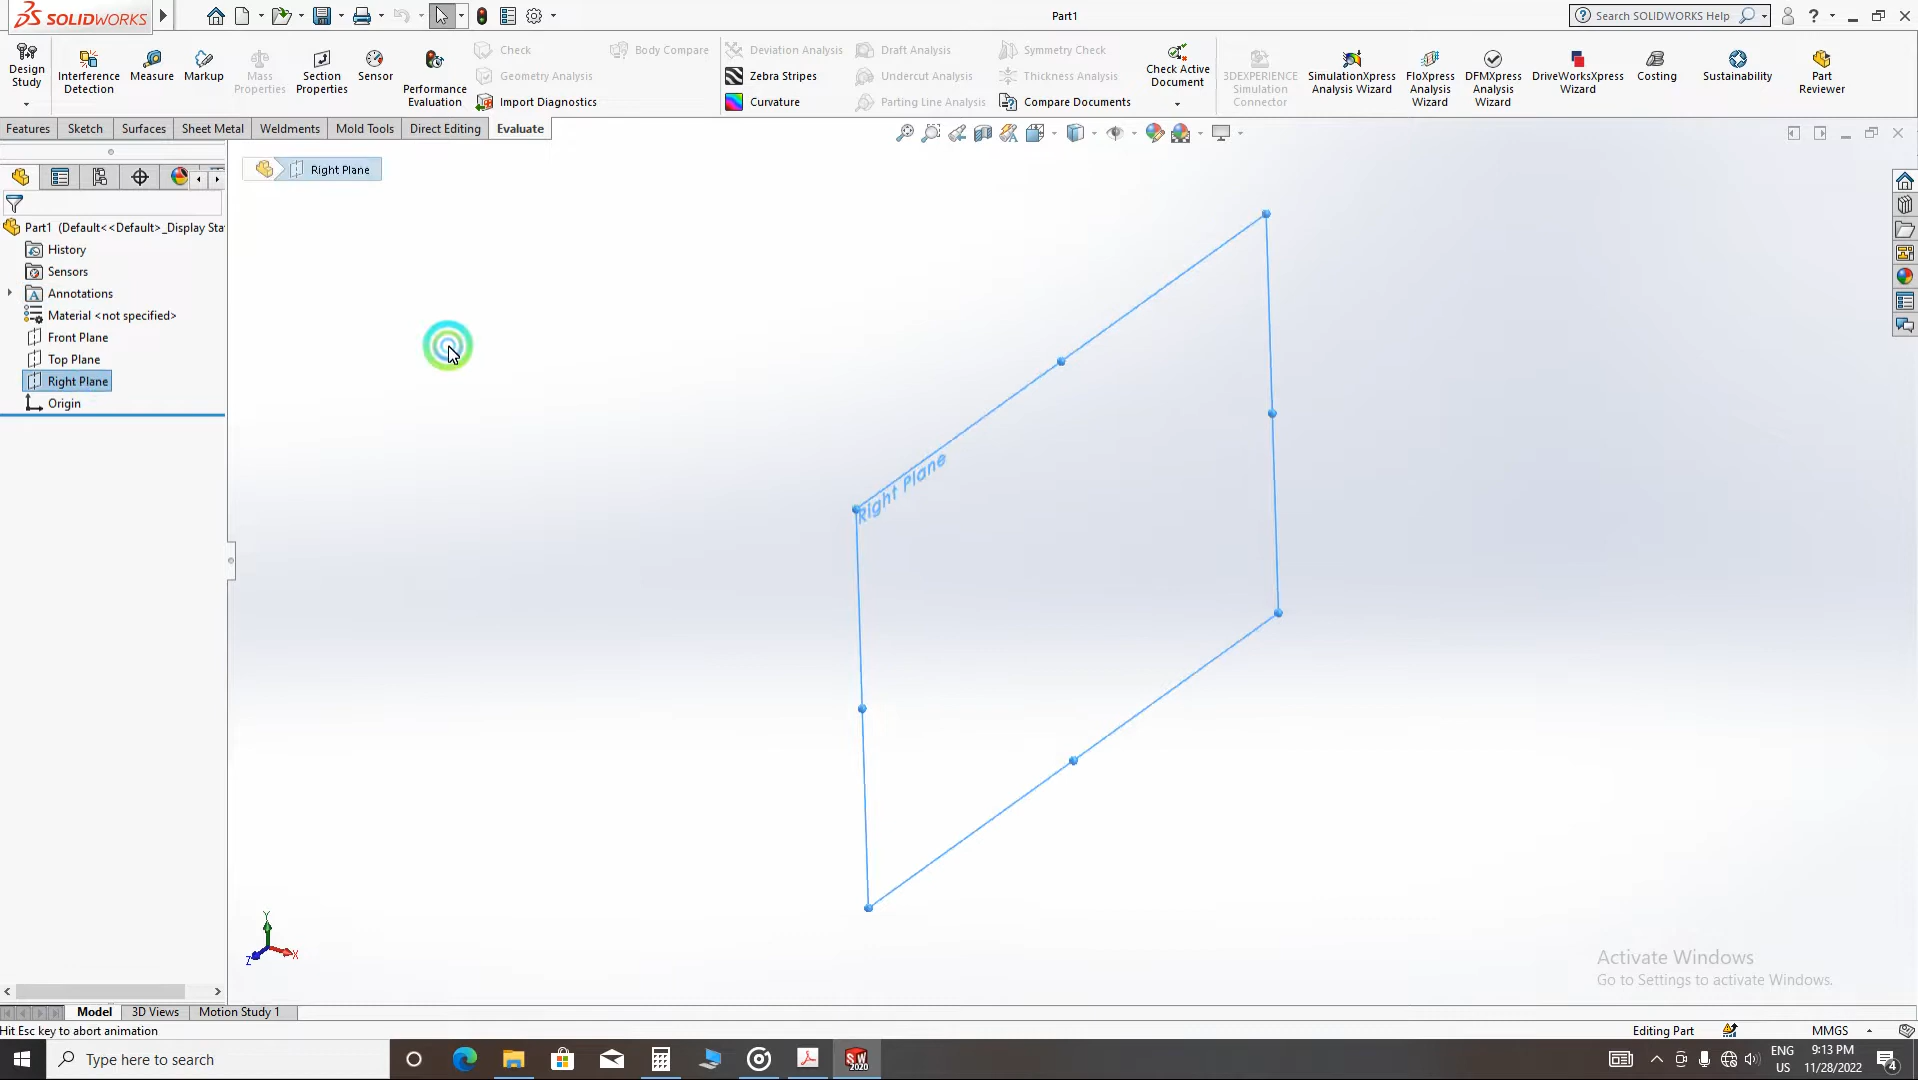 SOLIDWORKS
Part1
Search SOLIDWORKS Help
Design Study
Interference Detection
Measure
Markup
Mass Properties
Section Properties
Sensor
Performance Evaluation
Check
Geometry Analysis
Import Diagnostics
Body Compare
Deviation Analysis
Zebra Stripes
Curvature
Draft Analysis
Undercut Analysis
Parting Line Analysis
Symmetry Check
Thickness Analysis
Compare Documents
Check Active Document
3DEXPERIENCE Simulation Connector
SimulationXpress Analysis Wizard
FloXpress Analysis Wizard
DFMXpress Analysis Wizard
DriveWorksXpress Wizard
Costing
Sustainability
Part Reviewer
Features
Sketch
Surfaces
Sheet Metal
Weldments
Mold Tools
Direct Editing
Evaluate
Right Plane
Part1 (Default<<Default>_Display Sta
History
Sensors
Annotations
Material <not specified>
Front Plane
Top Plane
Right Plane
Origin
Right Plane
Y
X
Z
Activate Windows
Go to Settings to activate Windows.
Model
3D Views
Motion Study 1
Hit Esc key to abort animation
Editing Part
MMGS
Type here to search
SW 2020
ENG
US
9:13 PM
11/28/2022
4